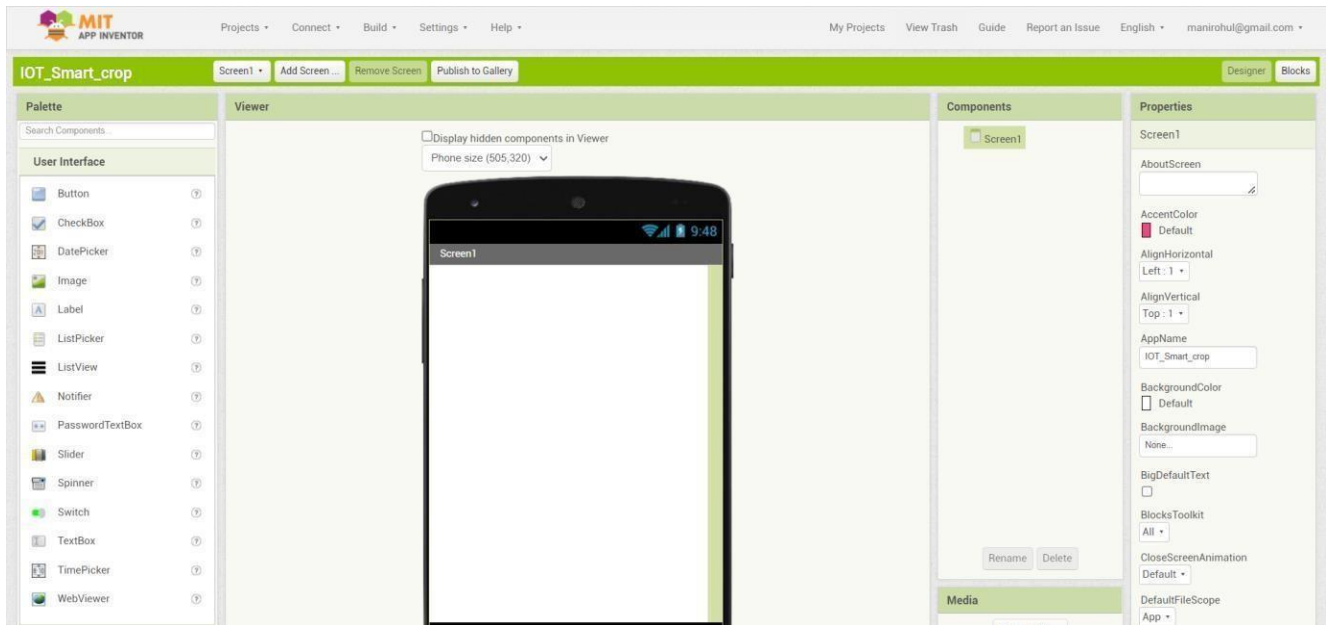 MIT
APP INVENTOR
Projects Connect Build Settings Help My Projects View Trash Guide Report an Issue English manirohul@gmail.com
IOT_Smart_crop
Screen1 Add Screen ... Remove Screen Publish to Gallery Designer Blocks
Palette
Search Components...
User Interface
Button
CheckBox
DatePicker
Image
Label
ListPicker
ListView
Notifier
PasswordTextBox
Slider
Spinner
Switch
TextBox
TimePicker
WebViewer
Viewer
Display hidden components in Viewer
Phone size (505,320)
9:48
Screen1
Components
Screen1
Rename Delete
Media
Properties
Screen1
AboutScreen
AccentColor
Default
AlignHorizontal
Left : 1
AlignVertical
Top : 1
AppName
IOT_Smart_crop
BackgroundColor
Default
BackgroundImage
None...
BigDefaultText
BlocksToolkit
All
CloseScreenAnimation
Default
DefaultFileScope
App